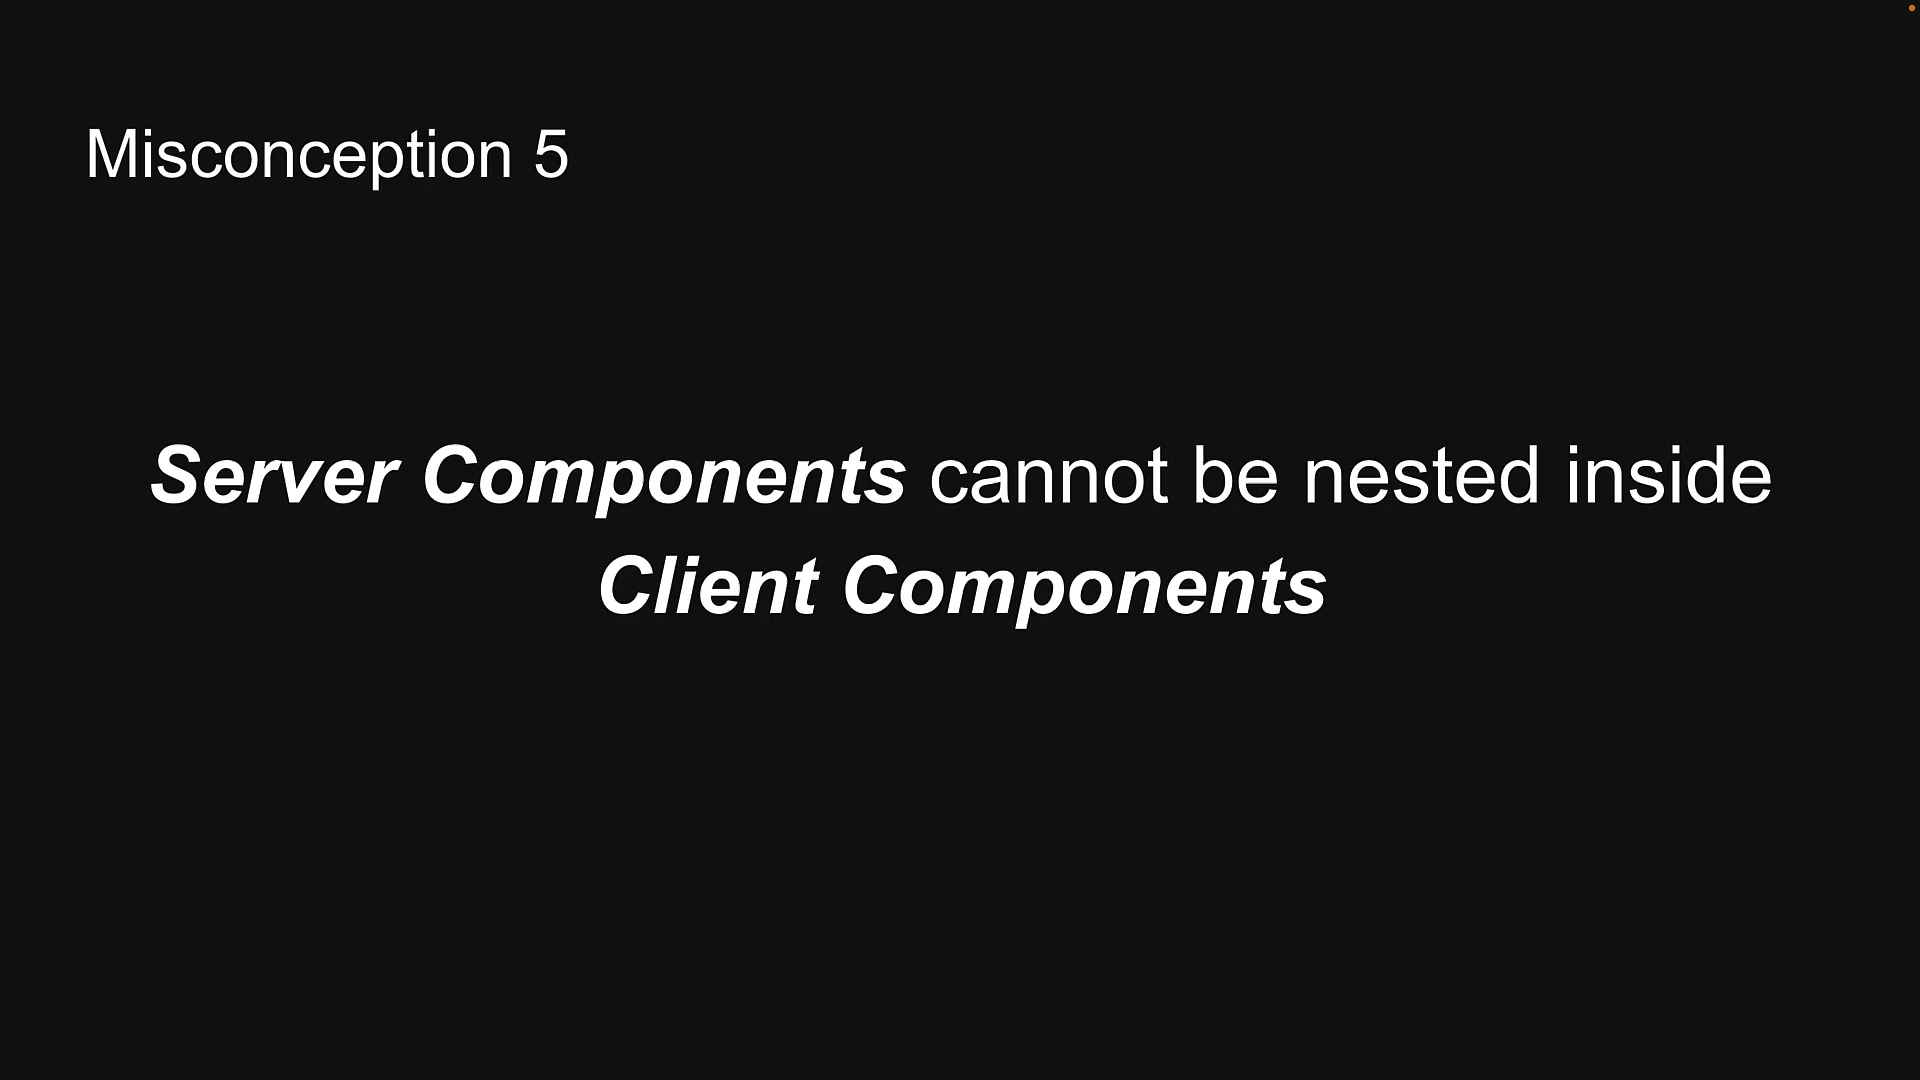 Misconception 5
Server Components cannot be nested inside
Client Components